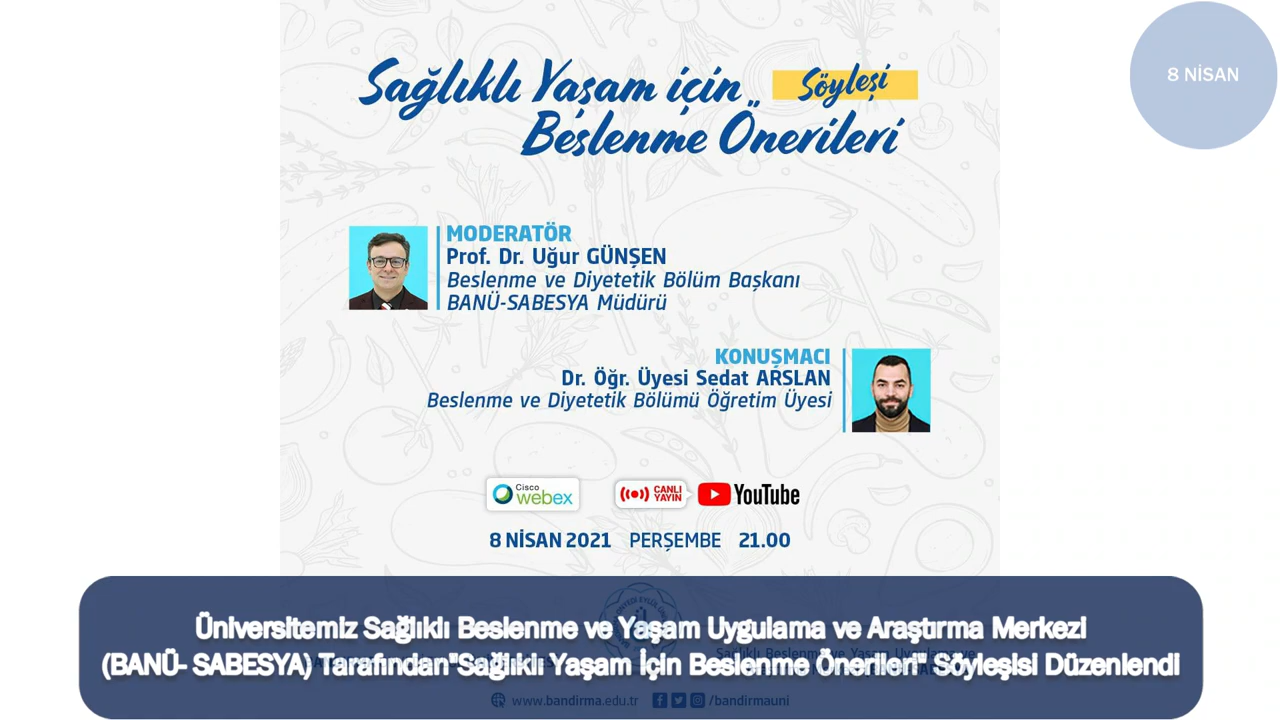 8 NİSAN
Sağlıklı Yaşam için Söyleşi
Beslenme Önerileri
MODERATÖR
Prof. Dr. Uğur GÜNŞEN
Beslenme ve Diyetetik Bölüm Başkanı
BANÜ-SABESYA Müdürü
KONUŞMACI
Dr. Öğr. Üyesi Sedat ARSLAN
Beslenme ve Diyetetik Bölümü Öğretim Üyesi
Cisco
webex
CANLI
YAYIN
YouTube
8 NİSAN 2021 PERŞEMBE 21.00
Üniversitemiz Sağlıklı Beslenme ve Yaşam Uygulama ve Araştırma Merkezi
(BANÜ- SABESYA) Tarafından"Sağlıklı Yaşam İçin Beslenme Önerileri" Söyleşisi Düzenlendi
www.bandirma.edu.tr /bandirmauni